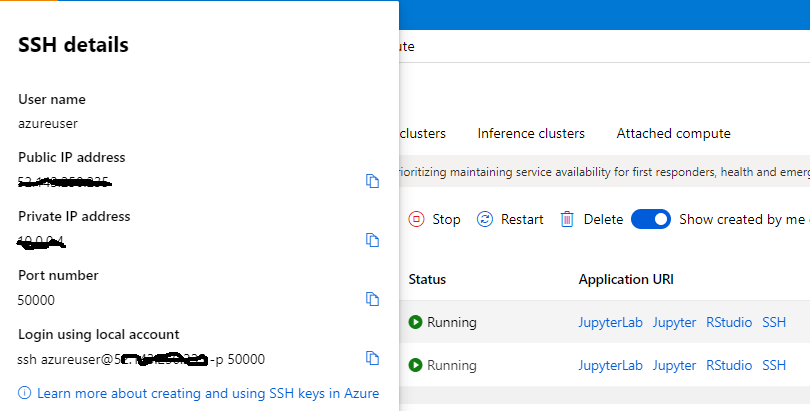 SSH details
User name
azureuser
Public IP address
Private IP address
Port number
50000
Login using local account
ssh azureuser@ -p 50000
Learn more about creating and using SSH keys in Azure
ute
clusters Inference clusters Attached compute
rioritizing maintaining service availability for first responders, health and emerg
Stop Restart Delete Show created by me
Status Application URI
Running JupyterLab Jupyter RStudio SSH
Running JupyterLab Jupyter RStudio SSH